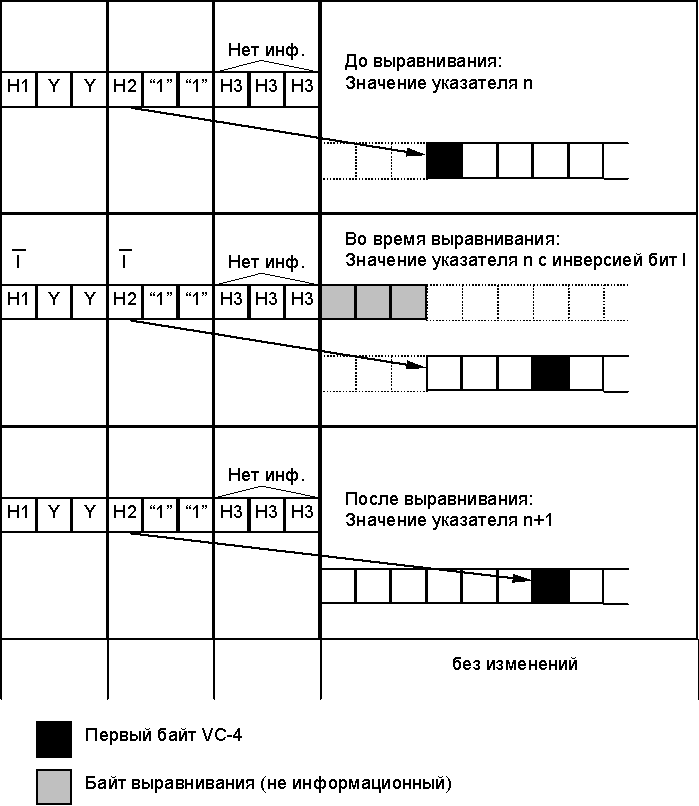 Нет инф.
До выравнивания:
Значение указателя n
H1 Y Y H2 “1” “1” H3 H3 H3
Во время выравнивания:
Значение указателя n с инверсией бит I
I I
Нет инф.
H1 Y Y H2 “1” “1” H3 H3 H3
Нет инф.
После выравнивания:
Значение указателя n+1
H1 Y Y H2 “1” “1” H3 H3 H3
без изменений
Первый байт VC-4
Байт выравнивания (не информационный)